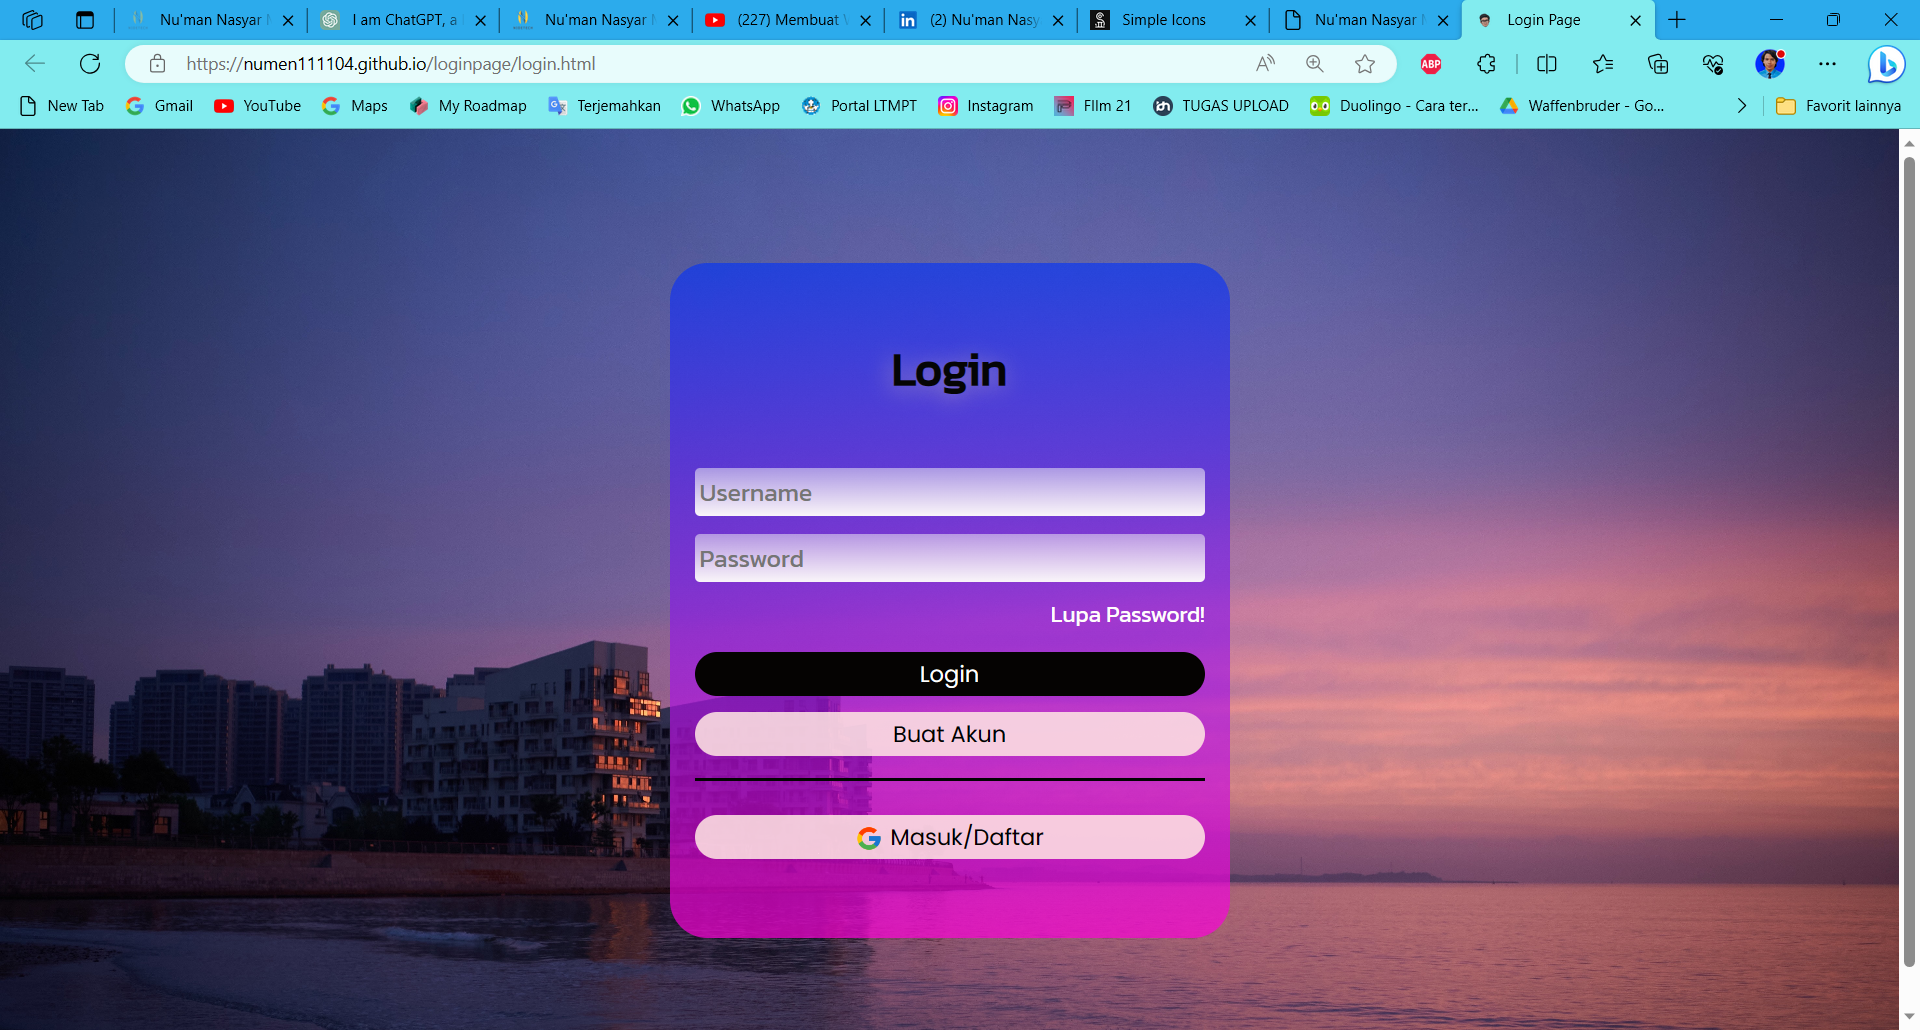 Nu'man Nasyar
I am ChatGPT, a
Nu'man Nasyar
(227) Membuat
(2) Nu'man Nasy
Simple Icons
Nu'man Nasyar
Login Page
https://numen111104.github.io/loginpage/login.html
ABP
New Tab
Gmail
YouTube
Maps
My Roadmap
Terjemahkan
WhatsApp
Portal LTMPT
Instagram
FIlm 21
TUGAS UPLOAD
Duolingo - Cara ter...
Waffenbruder - Go...
Favorit lainnya
Login
Username
Password
Lupa Password!
Login
Buat Akun
Masuk/Daftar